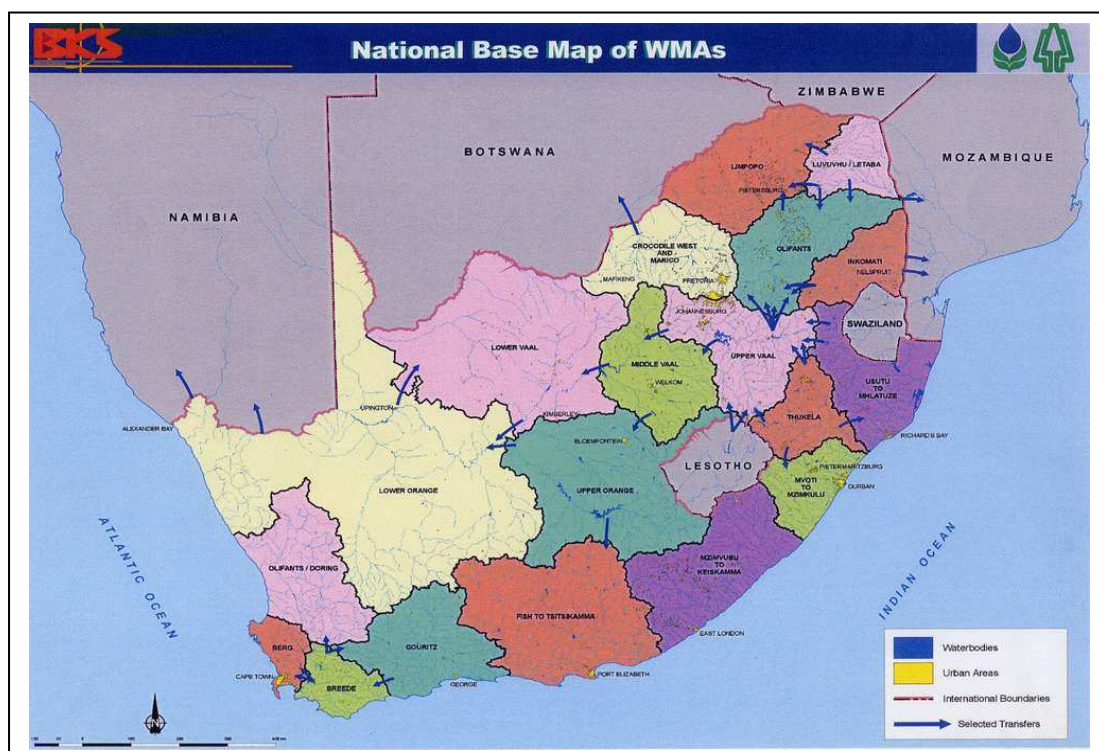 BKS
National Base Map of WMAs
ZIMBABWE
BOTSWANA
MOZAMBIQUE
NAMIBIA
LIMPOPO
LUVUVHU / LETABA
PIETERSBURG
OLIFANTS
CROCODILE WEST
AND
MARICO
MAFIKENG
PRETORIA
INKOMATI
NELSPRUIT
JOHANNESBURG
SWAZILAND
LOWER VAAL
UPPER VAAL
MIDDLE VAAL
WELKOM
USUTU
TO
MHLATUZE
UPINGTON
KIMBERLEY
THUKELA
ALEXANDER BAY
BLOEMFONTEIN
RICHARD'S BAY
LESOTHO
PIETERMARITZBURG
MVOTI
TO
MZIMKULU
DURBAN
LOWER ORANGE
UPPER ORANGE
ATLANTIC OCEAN
INDIAN OCEAN
MZIMVUBU
TO
KEISKAMMA
OLIFANTS / DORING
FISH TO TSITSIKAMMA
EAST LONDON
BERG
GOURITZ
CAPE TOWN
BREEDE
GEORGE
PORT ELIZABETH
Waterbodies
Urban Areas
International Boundaries
Selected Transfers
N